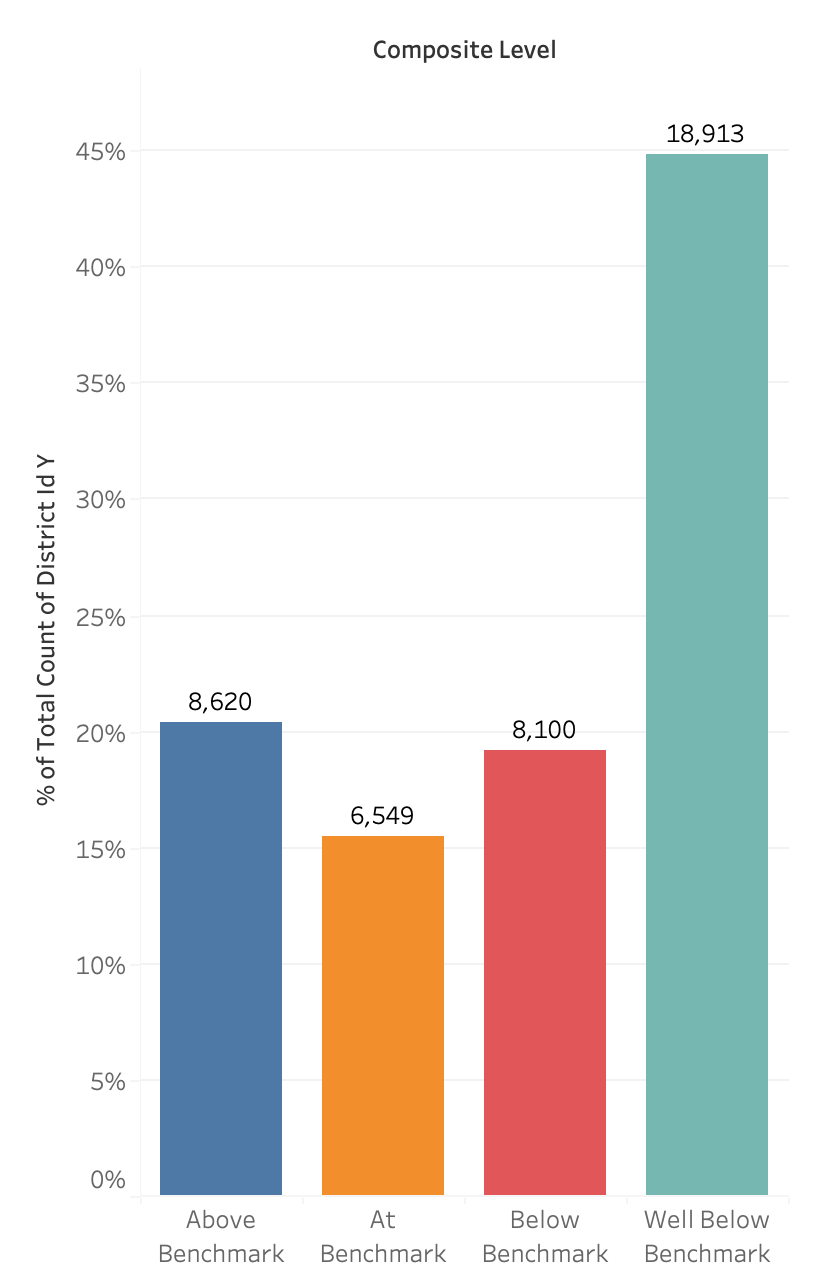 Composite Level
% of Total Count of District Id Y
45%
40%
35%
30%
25%
20%
15%
10%
5%
0%
8,620
6,549
8,100
18,913
Above
Benchmark
At
Benchmark
Below
Benchmark
Well Below
Benchmark